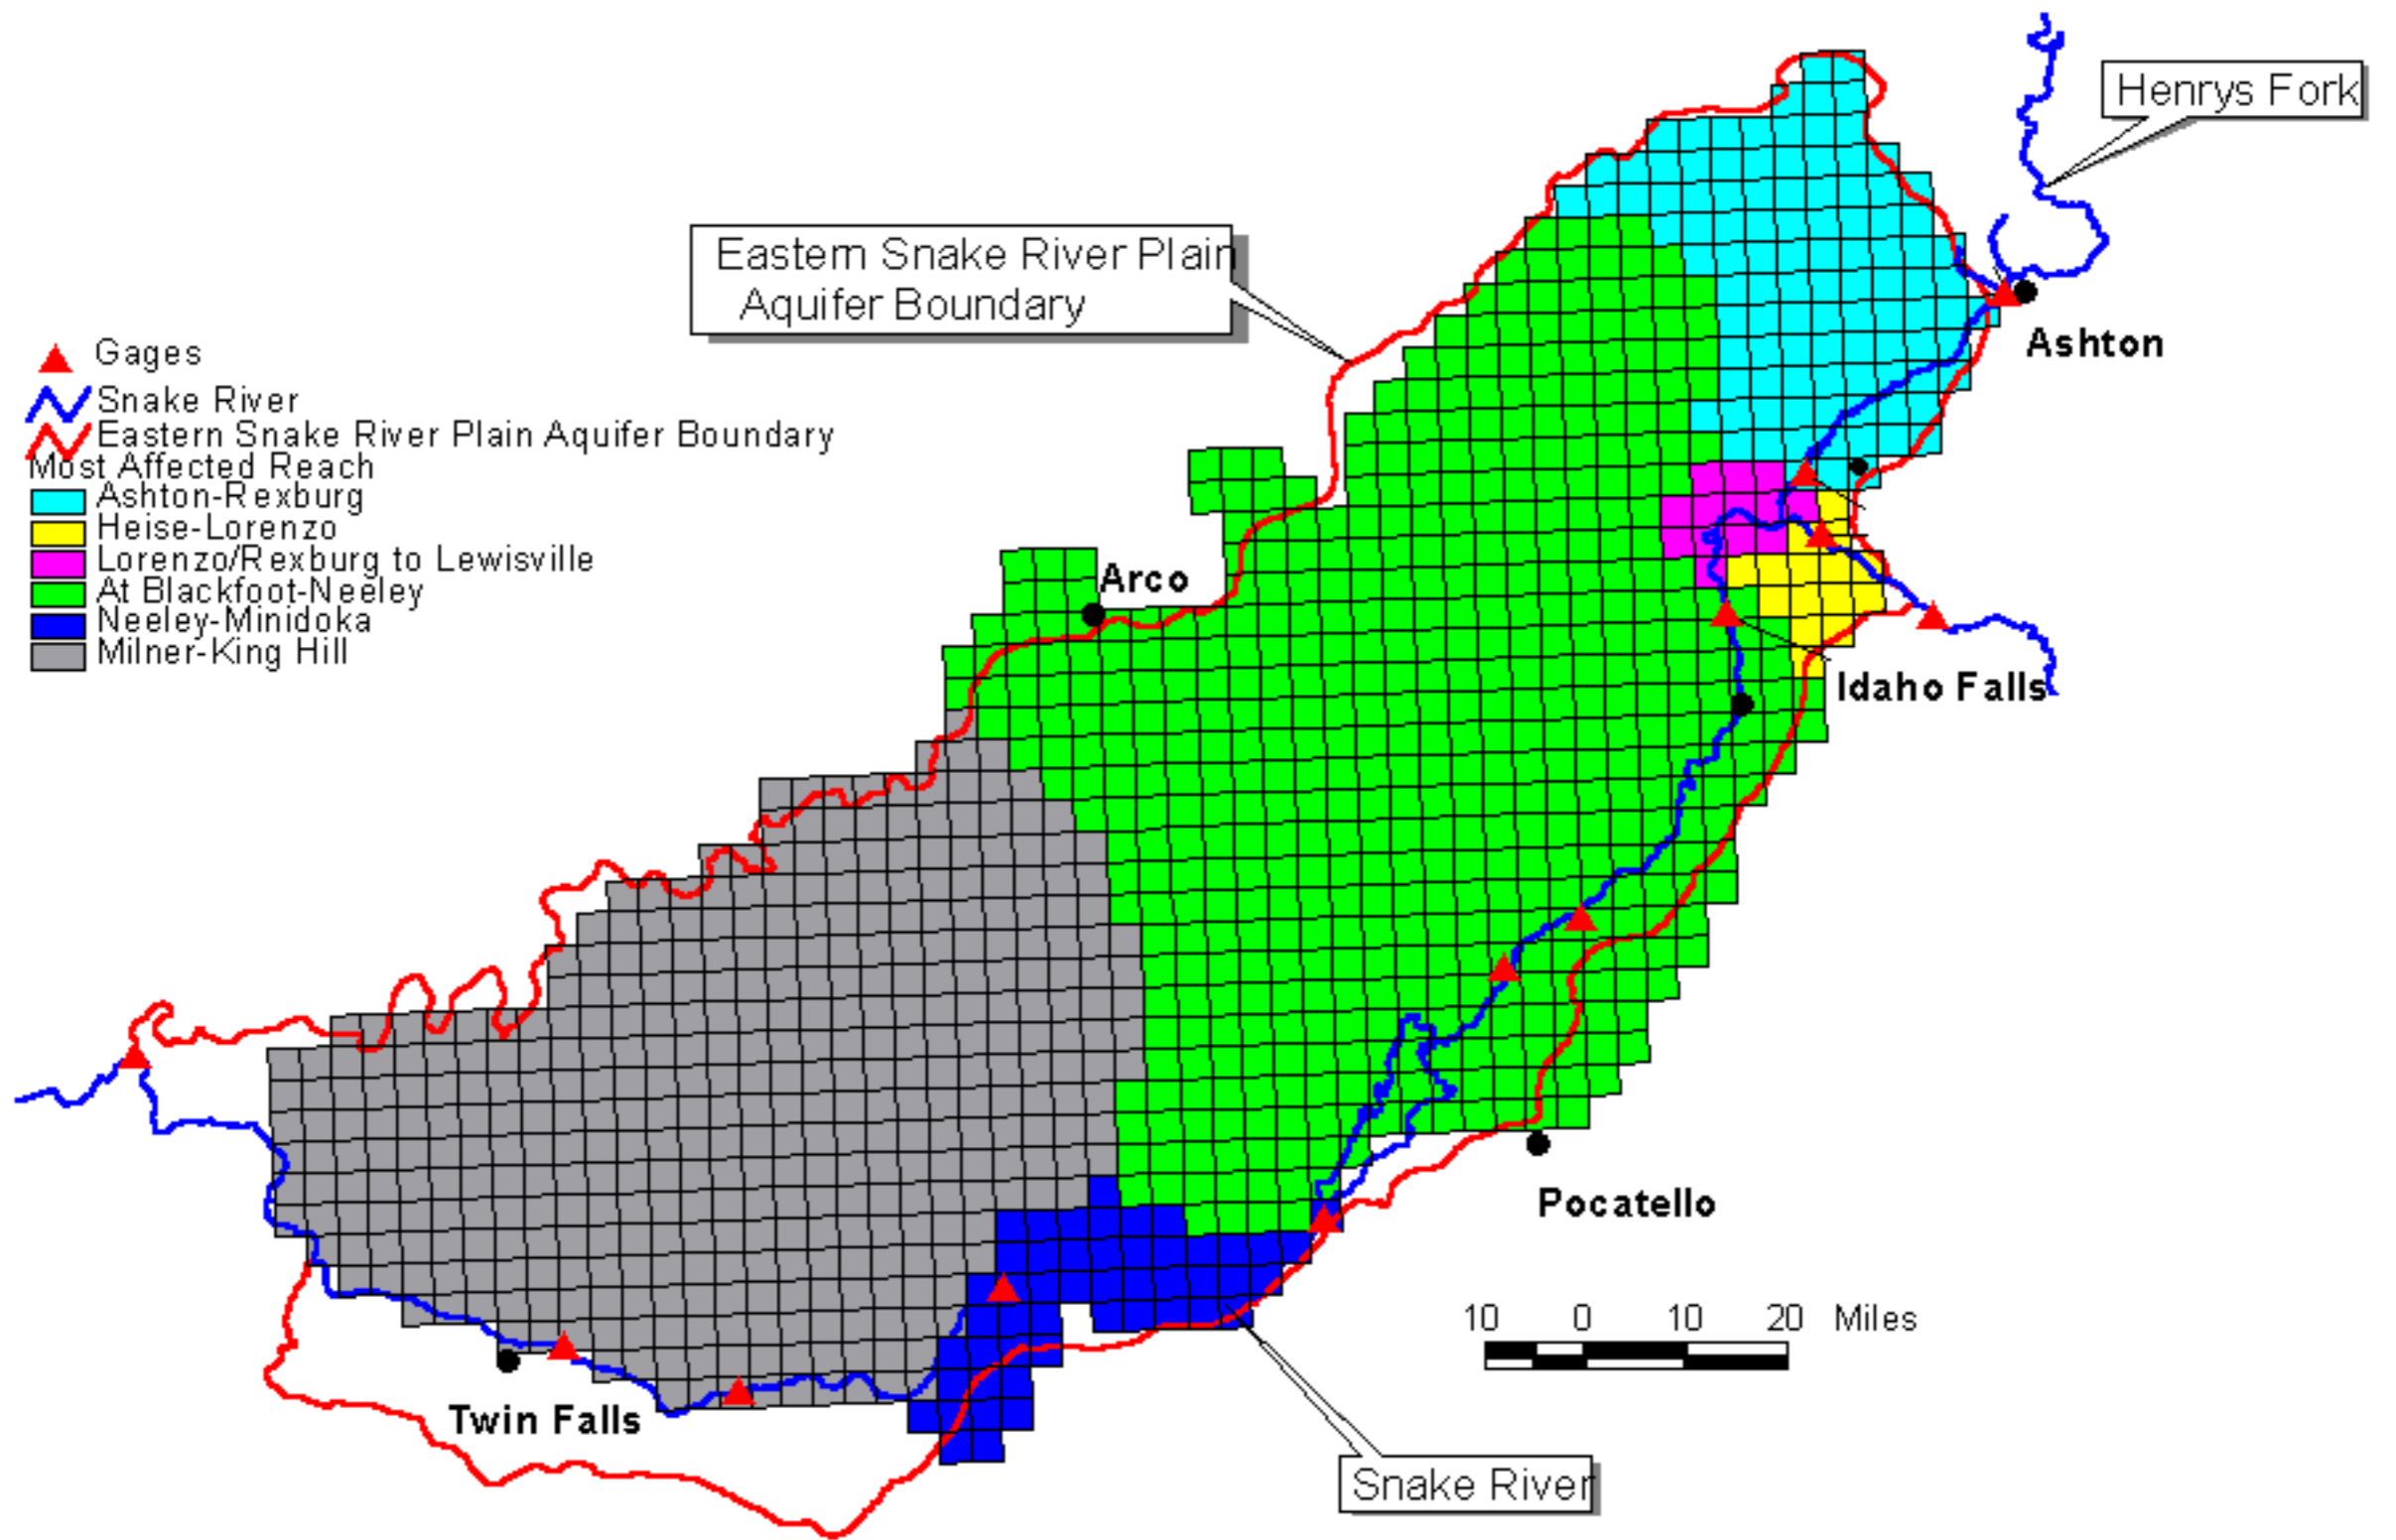 Henrys Fork
Eastern Snake River Plain
Aquifer Boundary
Ashton
Gages
Snake River
Eastern Snake River Plain Aquifer Boundary
Most Affected Reach
Ashton-Rexburg
Heise-Lorenzo
Lorenzo/Rexburg to Lewisville
At Blackfoot-Neeley
Neeley-Minidoka
Milner-King Hill
Arco
Idaho Falls
Pocatello
10 0 10 20 Miles
Twin Falls
Snake River